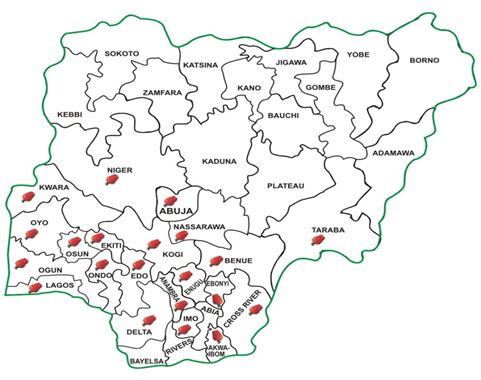 SOKOTO
KATSINA
JIGAWA
YOBE
BORNO
ZAMFARA
KANO
GOMBE
KEBBI
BAUCHI
ADAMAWA
KADUNA
NIGER
PLATEAU
KWARA
ABUJA
OYO
NASSARAWA
TARABA
OSUN
EKITI
KOGI
BENUE
OGUN
ONDO
EDO
LAGOS
ANAMBRA
ENUGU
EBONYI
ABIA
CROSS RIVER
DELTA
IMO
RIVERS
AKWA-
IBOM
BAYELSA